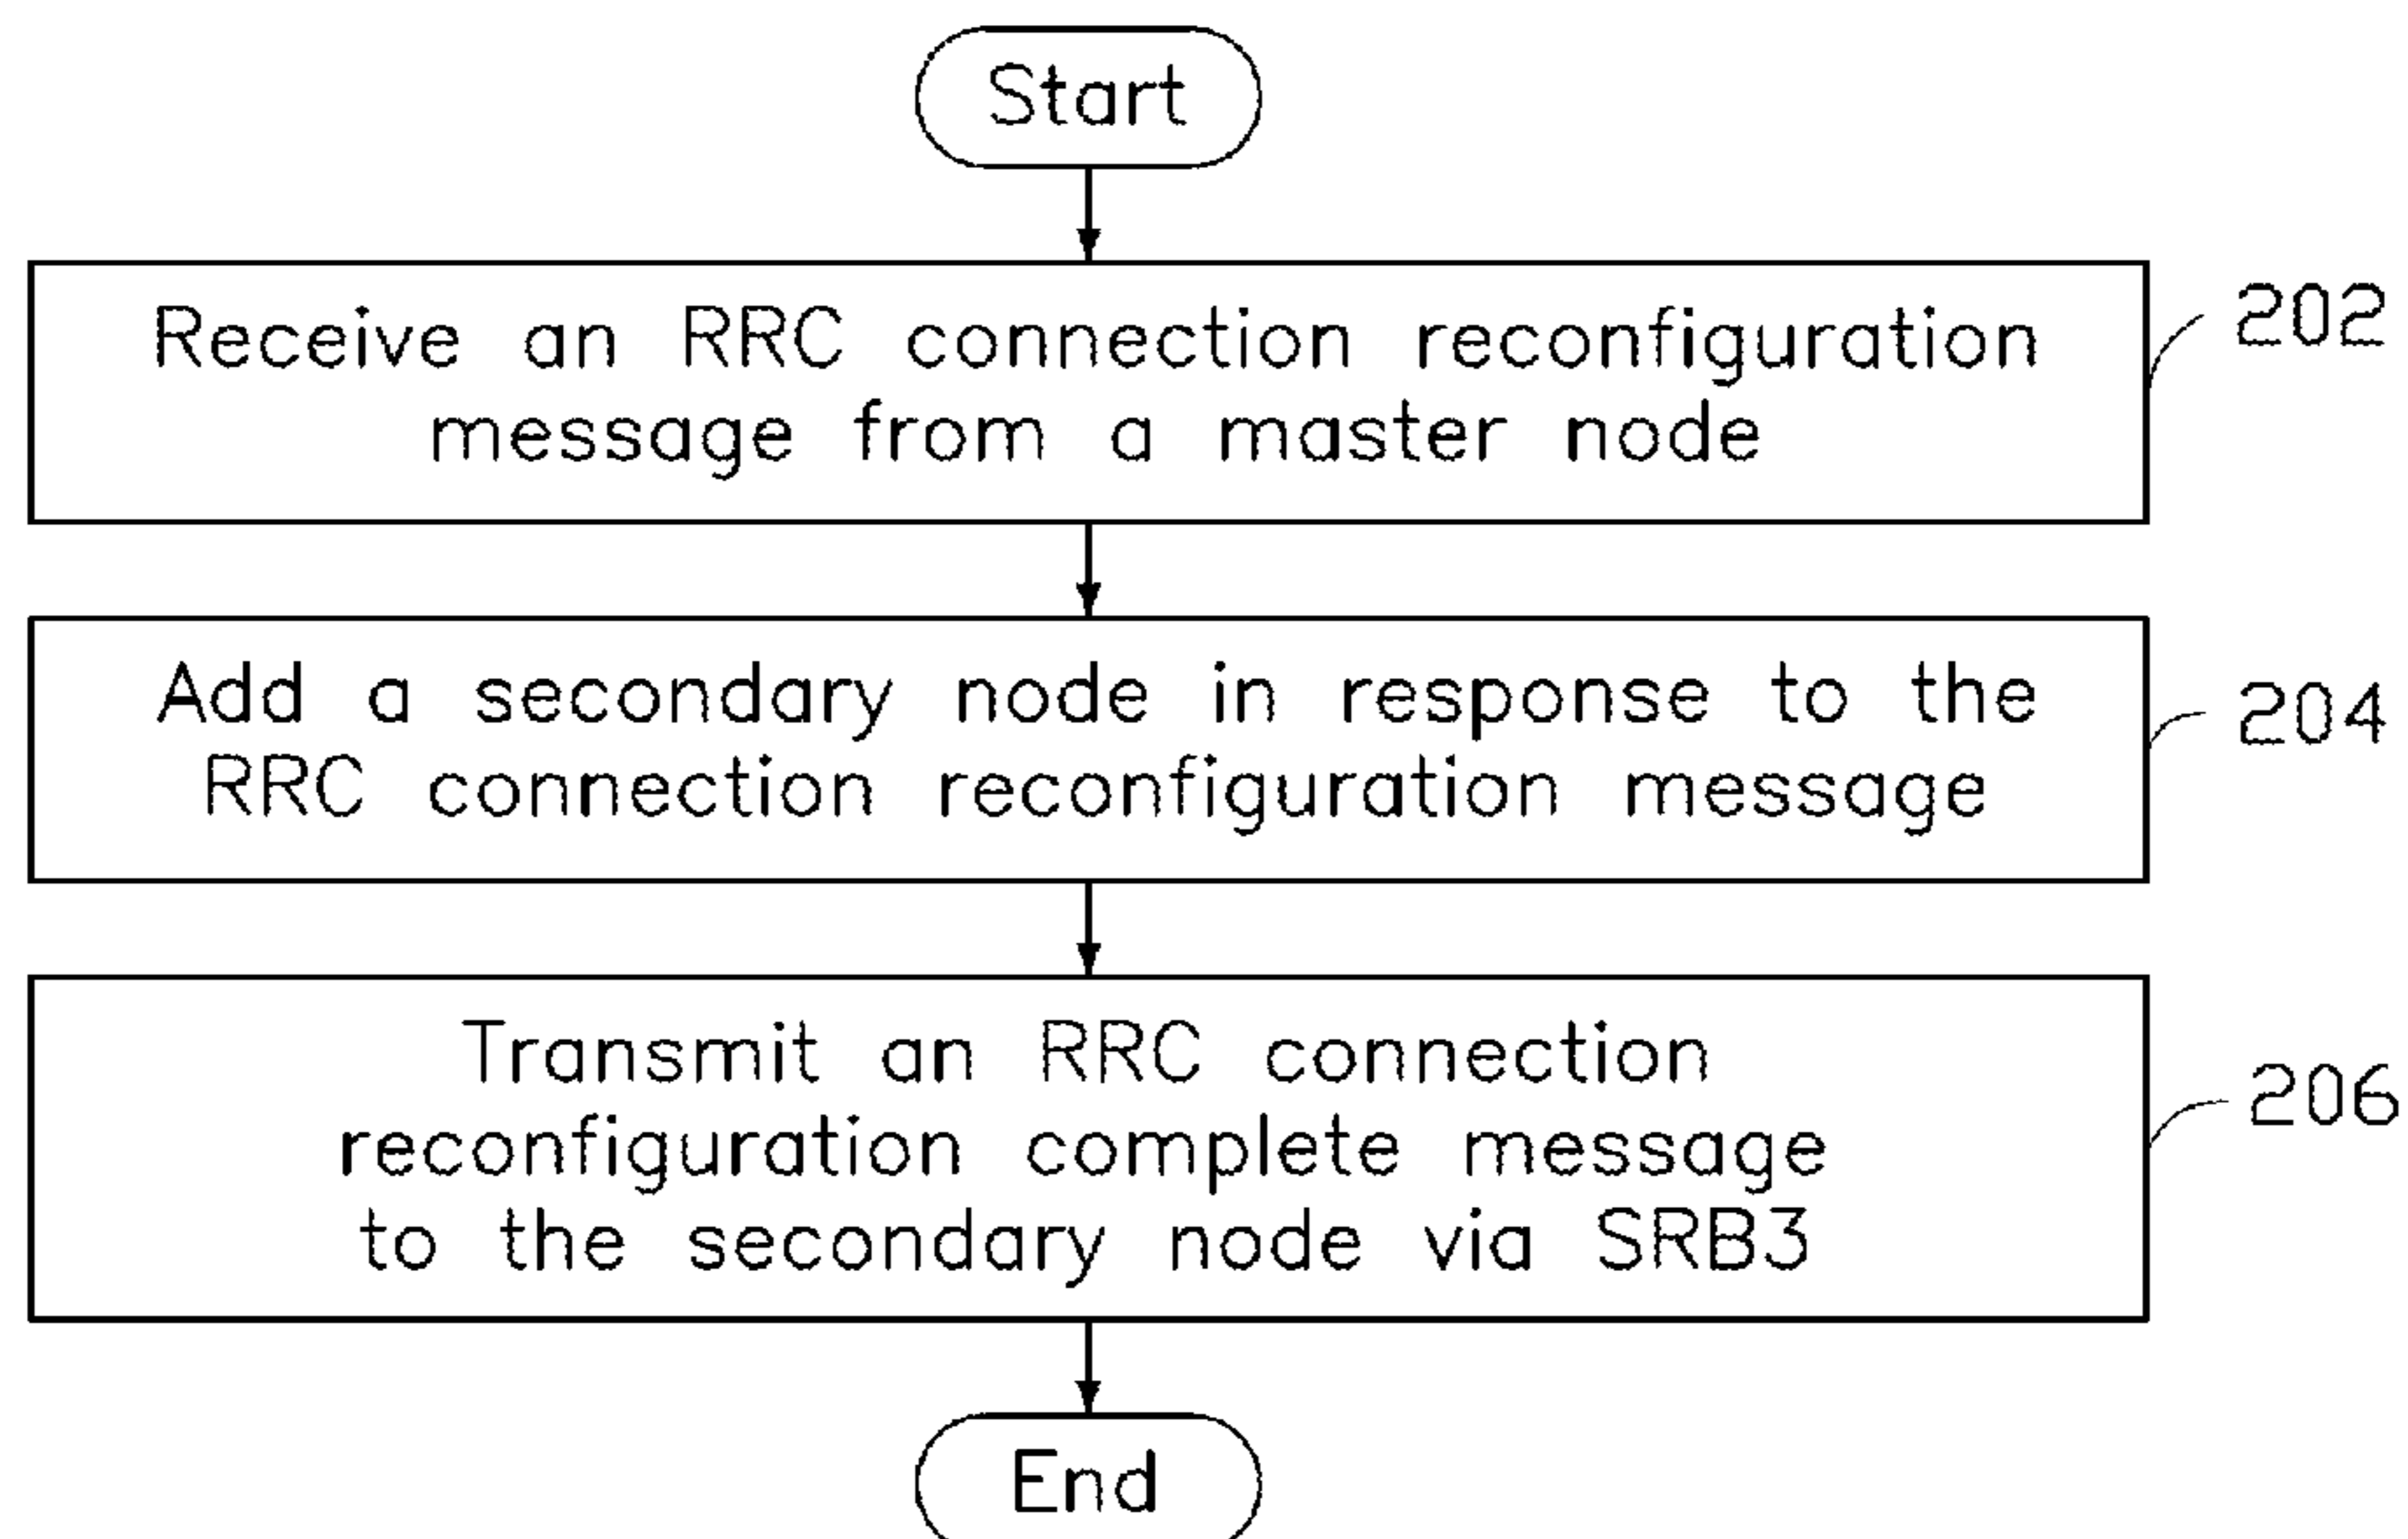 Start
Receive an RRC connection reconfiguration
message from a master node
202
Add a secondary node in response to the
RRC connection reconfiguration message
204
Transmit an RRC connection
reconfiguration complete message
to the secondary node via SRB3
206
End